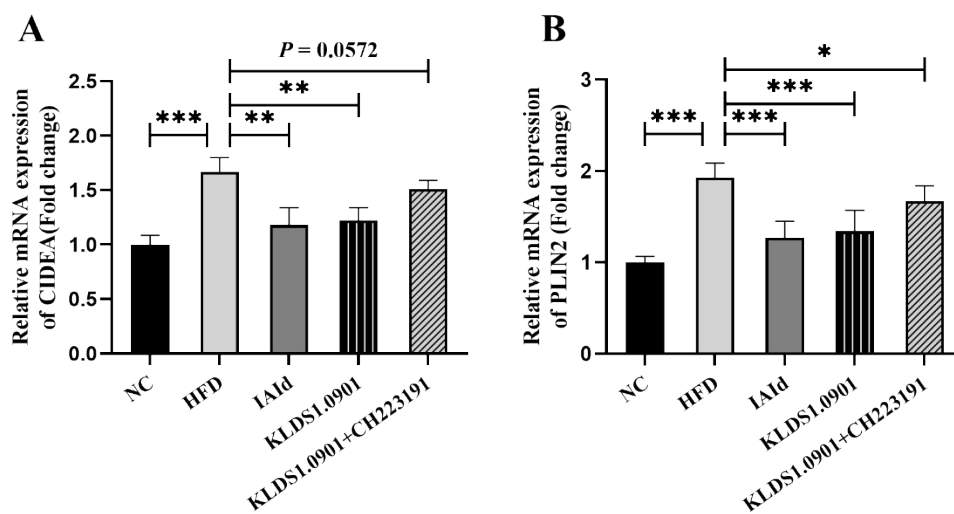 A
P = 0.0572
**
*** **
Relative mRNA expression
of CIDEA(Fold change)
2.5
2.0
1.5
1.0
0.5
0.0
NC
HFD
IAId
KLDS1.0901
KLDS1.0901+CH223191
B
*
***
*** ***
Relative mRNA expression
of PLIN2 (Fold change)
3
2
1
0
NC
HFD
IAId
KLDS1.0901
KLDS1.0901+CH223191